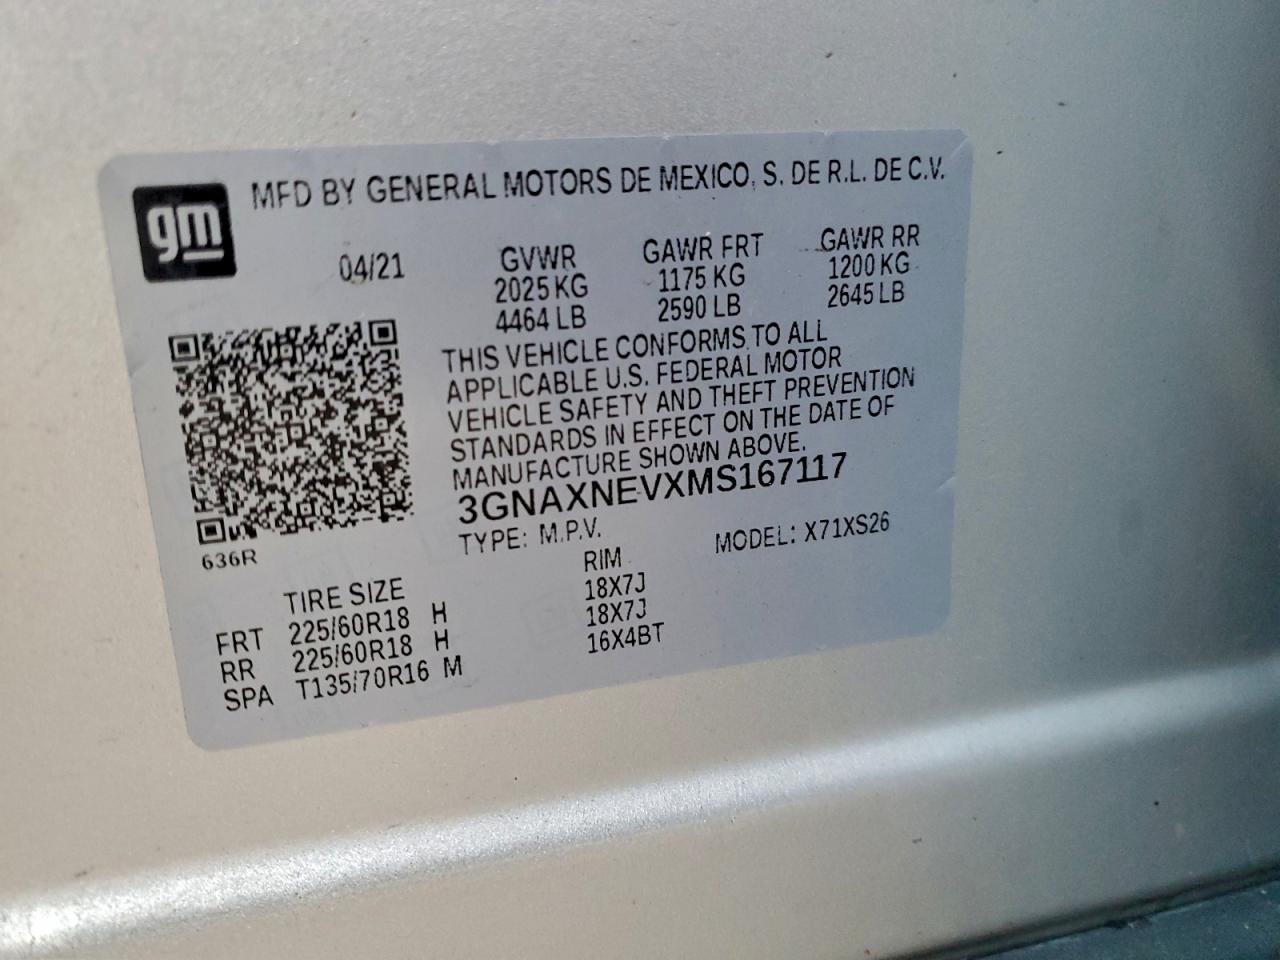 gm
MFD BY GENERAL MOTORS DE MEXICO, S. DE R.L. DE C.V.
04/21 GVWR GAWR FRT GAWR RR
2025 KG 1175 KG 1200 KG
4464 LB 2590 LB 2645 LB
THIS VEHICLE CONFORMS TO ALL
APPLICABLE U.S. FEDERAL MOTOR
VEHICLE SAFETY AND THEFT PREVENTION
STANDARDS IN EFFECT ON THE DATE OF
MANUFACTURE SHOWN ABOVE.
3GNAXNEVXMS167117
636R
TYPE: M.P.V. MODEL: X71XS26
TIRE SIZE RIM
FRT 225/60R18 H 18X7J
RR 225/60R18 H 18X7J
SPA T135/70R16 M 16X4BT